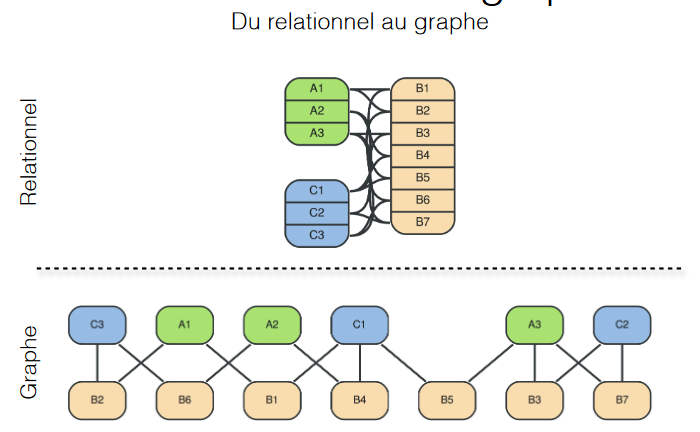 Du relationnel au graphe
Relationnel
A1
A2
A3
B1
B2
B3
B4
B5
B6
B7
C1
C2
C3
Graphe
C3 A1 A2 C1 A3 C2
B2 B6 B1 B4 B5 B3 B7